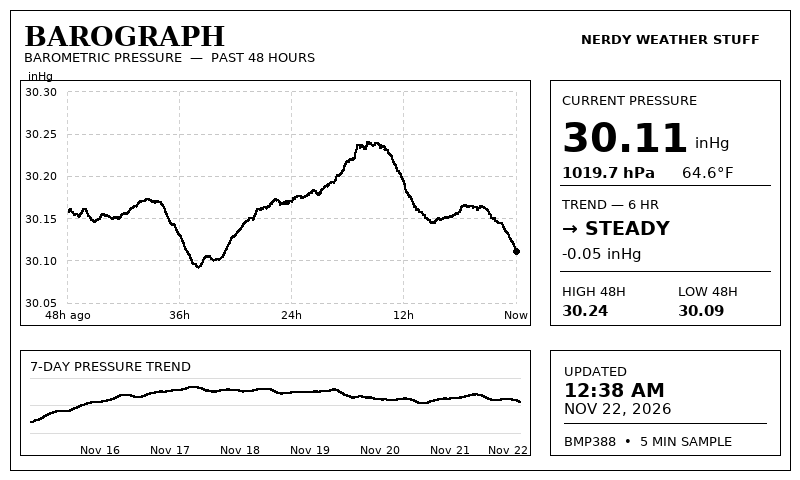 BAROGRAPH
BAROMETRIC PRESSURE — PAST 48 HOURS
NERDY WEATHER STUFF
inHg
30.30
30.25
30.20
30.15
30.10
30.05
48h ago 36h 24h 12h Now
CURRENT PRESSURE
30.11 inHg
1019.7 hPa 64.6°F
TREND — 6 HR
→ STEADY
-0.05 inHg
HIGH 48H LOW 48H
30.24 30.09
7-DAY PRESSURE TREND
Nov 16 Nov 17 Nov 18 Nov 19 Nov 20 Nov 21 Nov 22
UPDATED
12:38 AM
NOV 22, 2026
BMP388 • 5 MIN SAMPLE